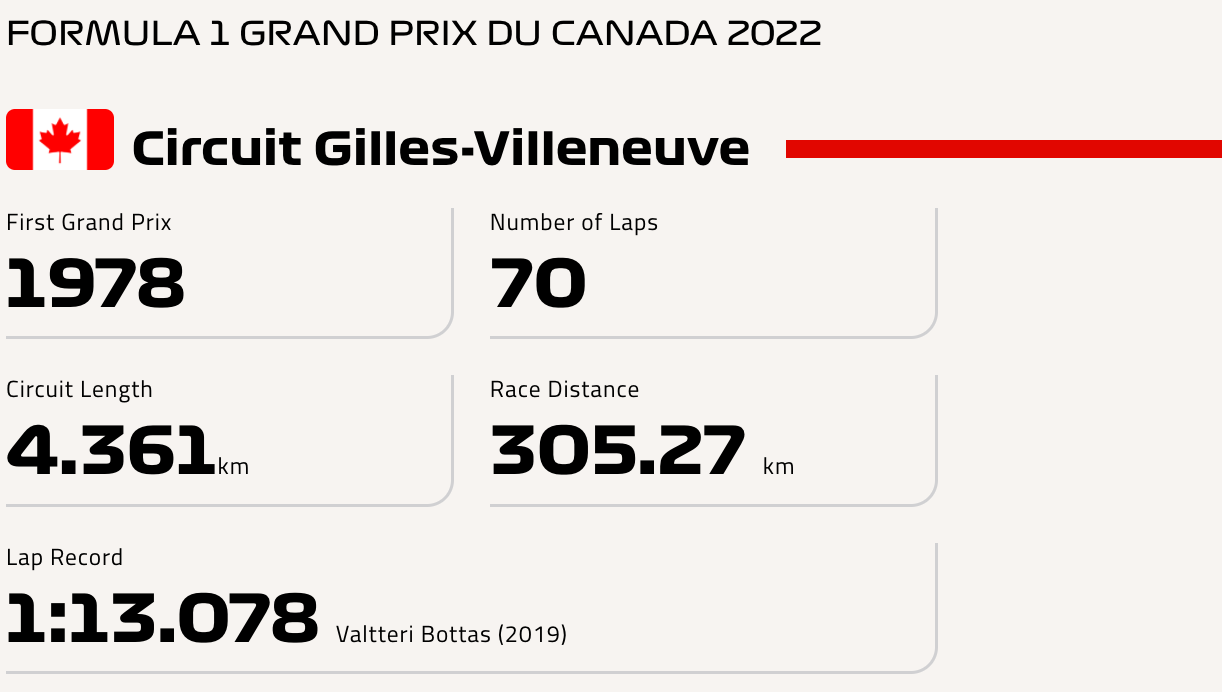 FORMULA 1 GRAND PRIX DU CANADA 2022
Circuit Gilles-Villeneuve
First Grand Prix
1978
Number of Laps
70
Circuit Length
4.361km
Race Distance
305.27 km
Lap Record
1:13.078 Valtteri Bottas (2019)